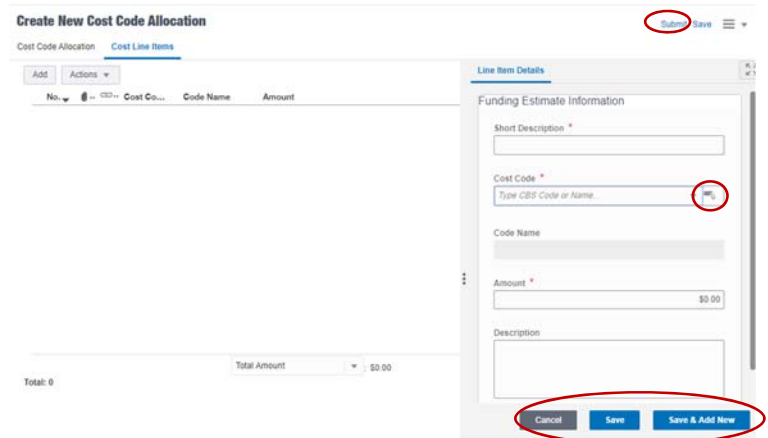 Create New Cost Code Allocation
Submit Save
Cost Code Allocation Cost Line Items
Add Actions
No. Cost Co... Code Name Amount
Total Amount : $0.00
Total: 0
Line Item Details
Funding Estimate Information
Short Description *
Cost Code *
Type CBS Code or Name...
Code Name
Amount *
$0.00
Description
Cancel Save Save & Add New